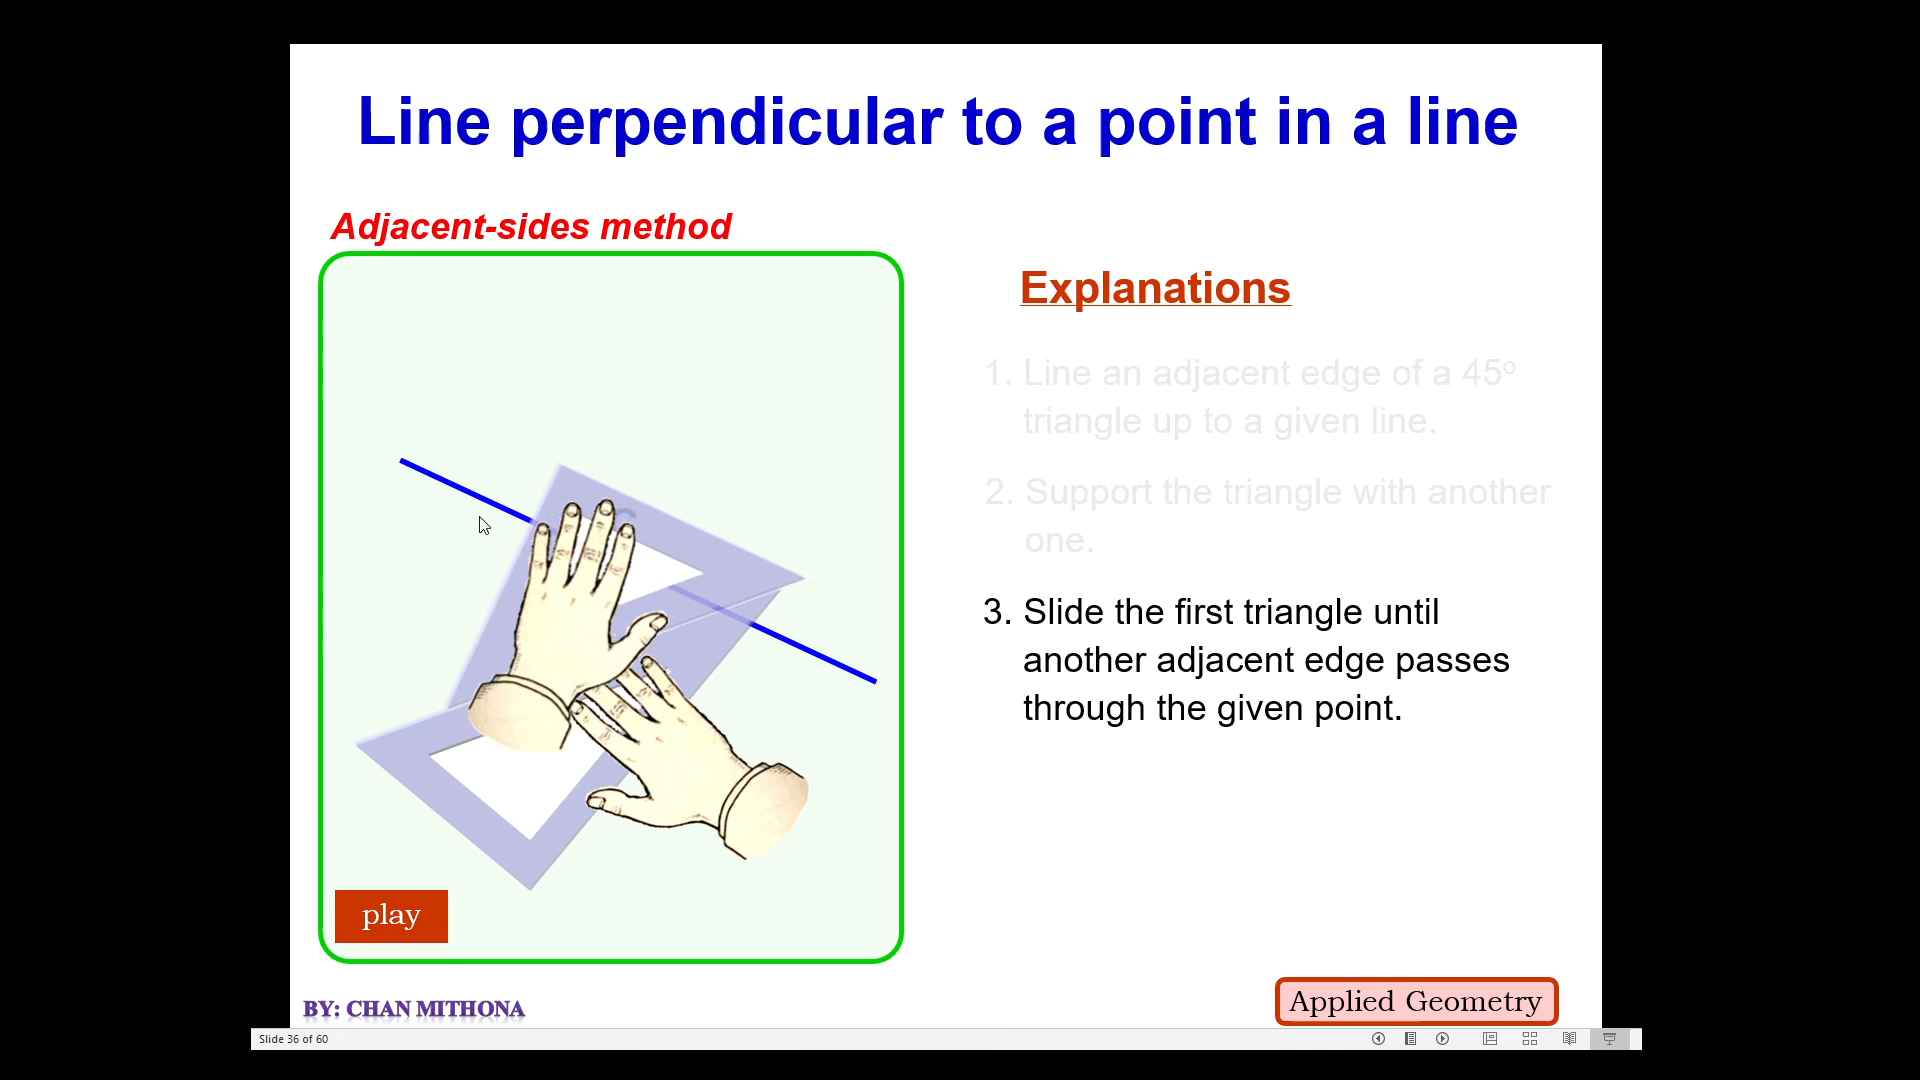 Line perpendicular to a point in a line
Adjacent-sides method
Explanations
1. Line an adjacent edge of a 45º
triangle up to a given line.
2. Support the triangle with another
one.
3. Slide the first triangle until
another adjacent edge passes
through the given point.
play
BY: CHAN MITHONA
Applied Geometry
Slide 36 of 60